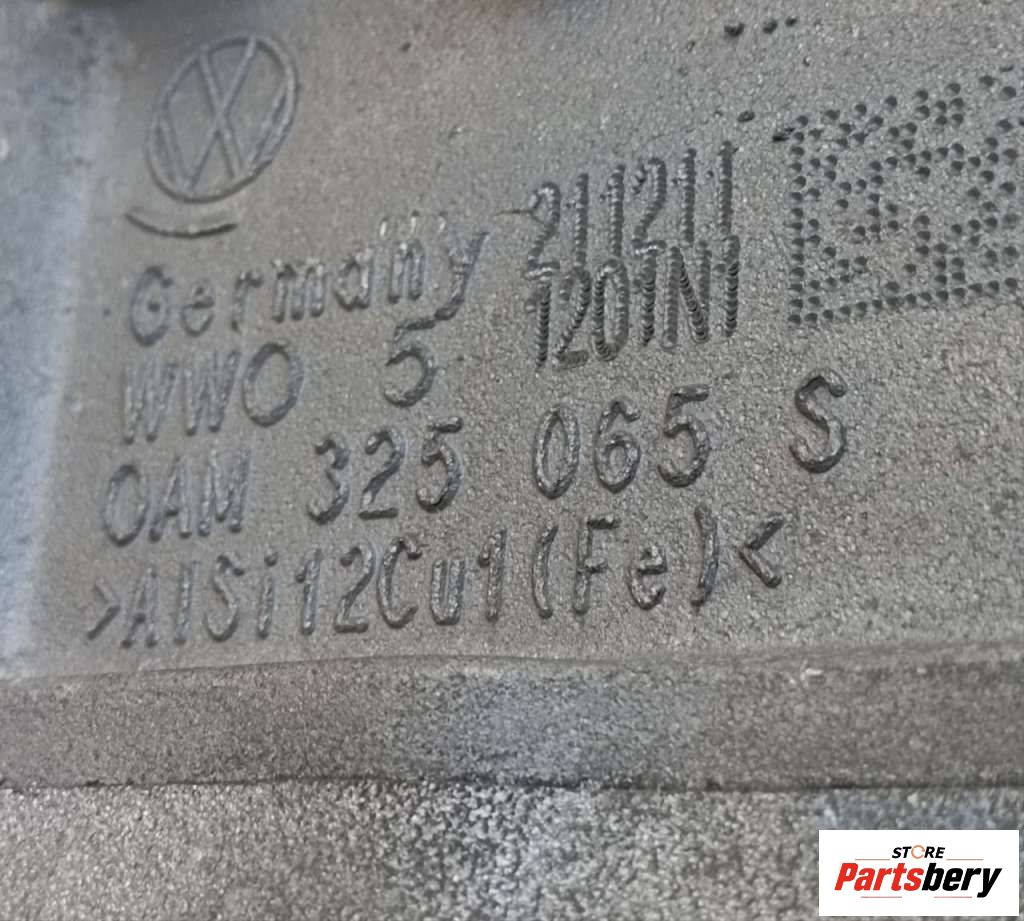 Germany
211211
1201N1
WWO 5
0AM 325 065 S
>AlSi12Cu1(Fe)<
STORE
Partsbery